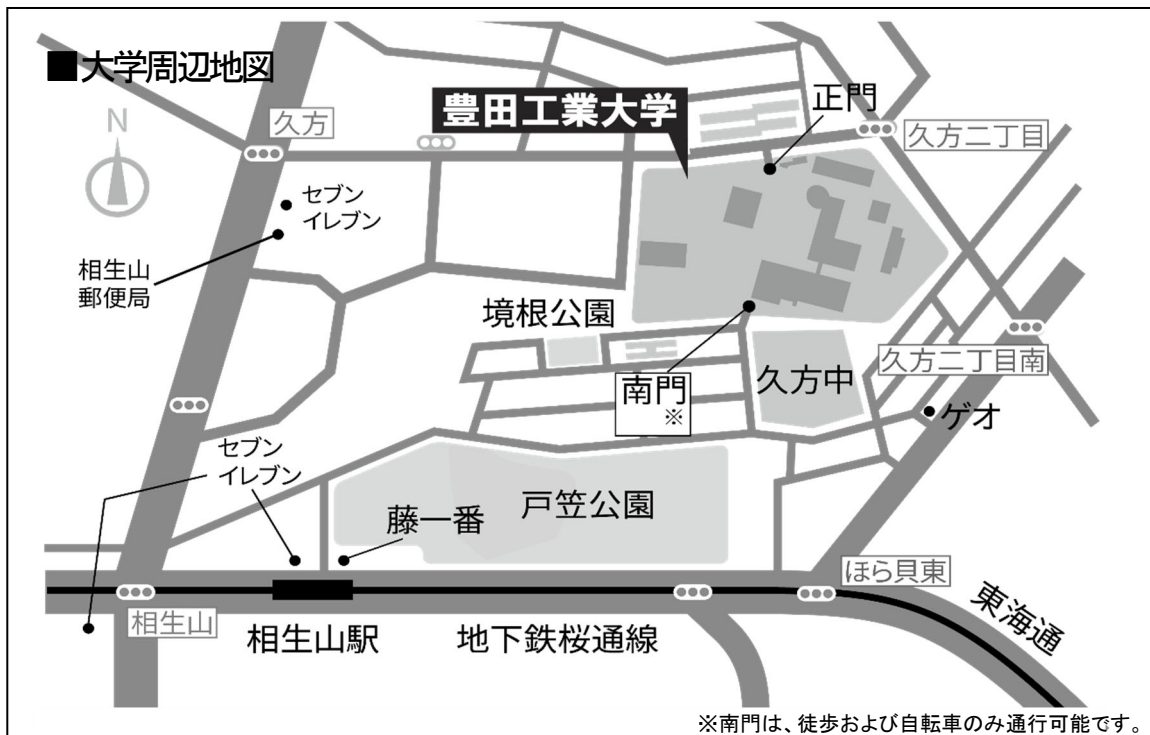 ■大学周辺地図
N
久方
豊田工業大学
正門
久方二丁目
セブン
イレブン
相生山
郵便局
境根公園
南門
※
久方中
久方二丁目南
ゲオ
セブン
イレブン
藤一番
戸笠公園
ほら貝東
相生山
相生山駅
地下鉄桜通線
東海通
※南門は、徒歩および自転車のみ通行可能です。